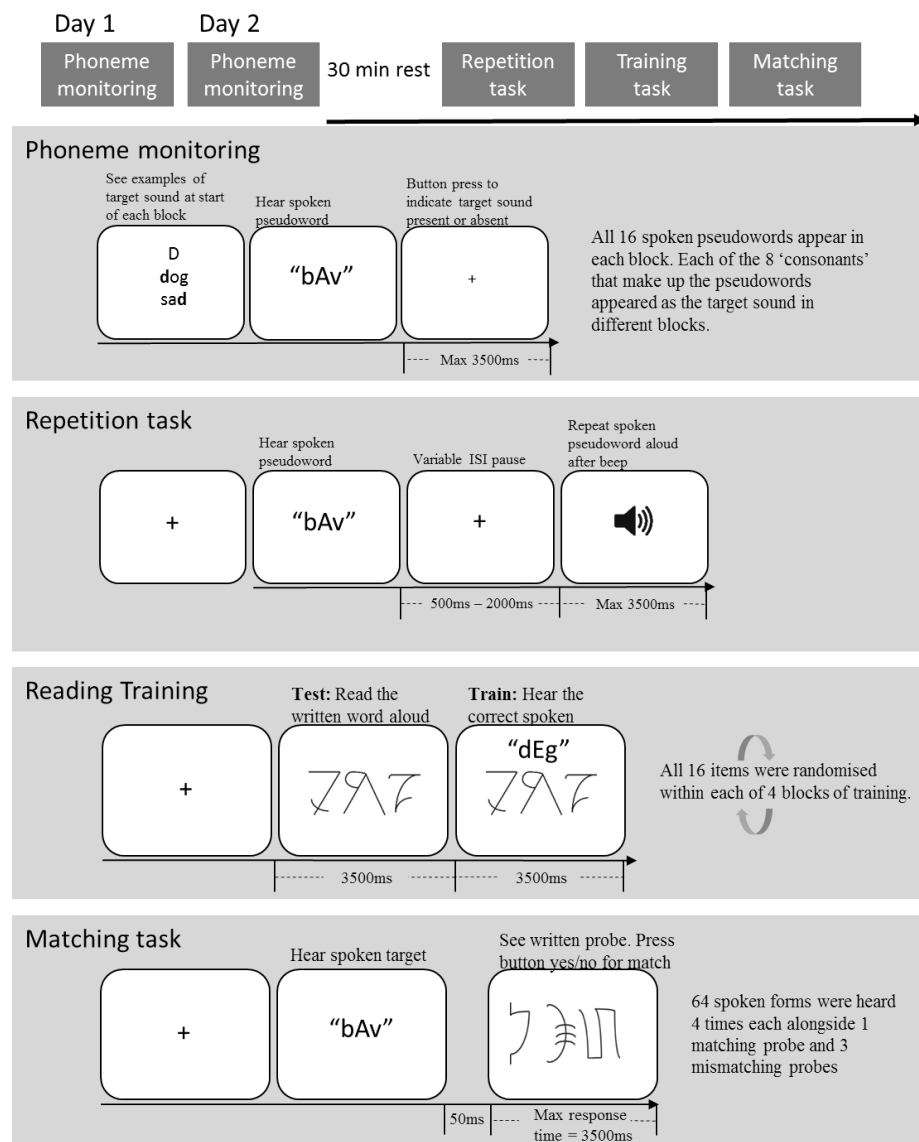 Day 1
Day 2
Phoneme
monitoring
Phoneme
monitoring
30 min rest
Repetition
task
Training
task
Matching
task
Phoneme monitoring
See examples of
target sound at start
of each block
Hear spoken
pseudoword
Button press to
indicate target sound
present or absent
D
dog
sad
“bAv”
+
Max 3500ms
All 16 spoken pseudowords appear in
each block. Each of the 8 ‘consonants’
that make up the pseudowords
appeared as the target sound in
different blocks.
Repetition task
Hear spoken
pseudoword
Variable ISI pause
Repeat spoken
pseudoword aloud
after beep
+
“bAv”
+
500ms – 2000ms
Max 3500ms
Reading Training
Test: Read the
written word aloud
Train: Hear the
correct spoken
+
“dEg”
All 16 items were randomised
within each of 4 blocks of training.
3500ms
3500ms
Matching task
Hear spoken target
See written probe. Press
button yes/no for match
+
“bAv”
64 spoken forms were heard
4 times each alongside 1
matching probe and 3
mismatching probes
50ms
Max response
time = 3500ms